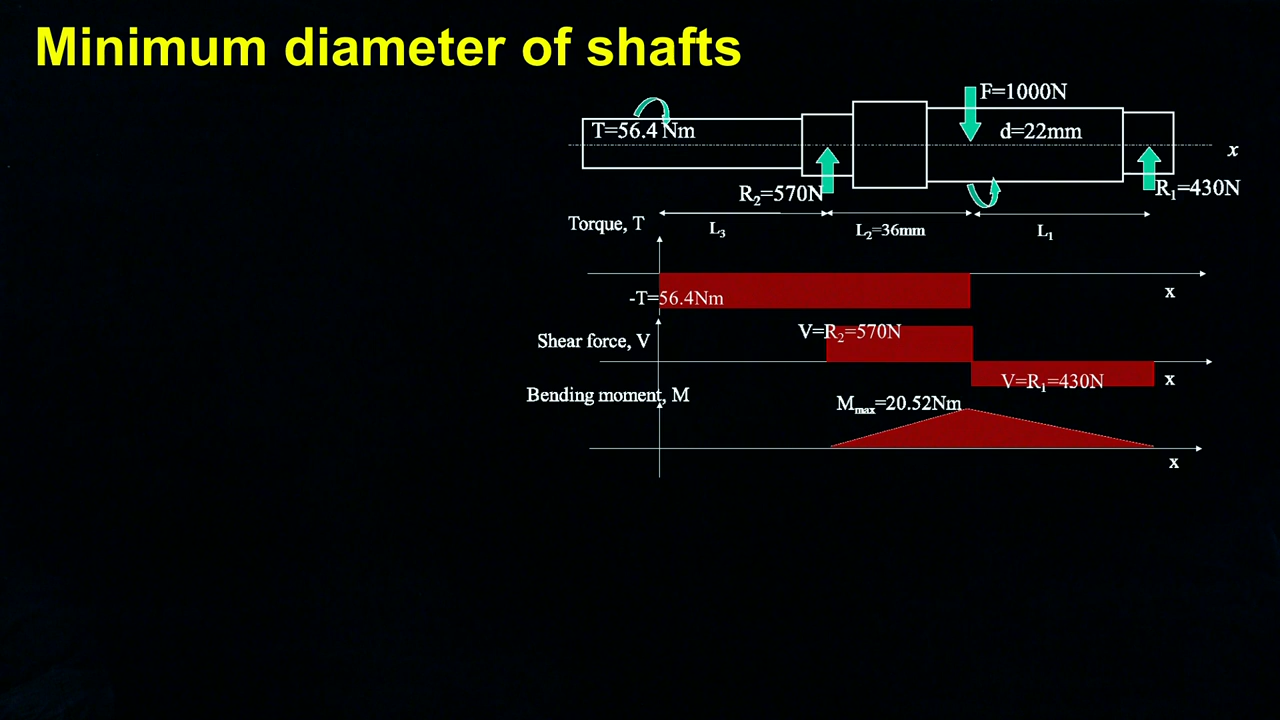 Minimum diameter of shafts
F=1000N
T=56.4 Nm
d=22mm
x
R2=570N
R1=430N
Torque, T
L3
L2=36mm
L1
-T=56.4Nm
x
V=R2=570N
Shear force, V
V=R1=430N
x
Bending moment, M
Mmax=20.52Nm
x